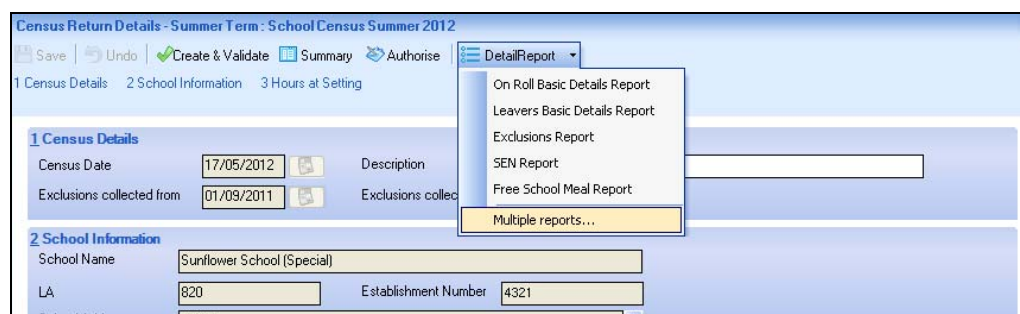 Census Return Details - Summer Term : School Census Summer 2012
Save Undo Create & Validate Summary Authorise DetailReport
1 Census Details 2 School Information 3 Hours at Setting
On Roll Basic Details Report
Leavers Basic Details Report
Exclusions Report
SEN Report
Free School Meal Report
Multiple reports...
1 Census Details
Census Date 17/05/2012 Description
Exclusions collected from 01/09/2011 Exclusions collec
2 School Information
School Name Sunflower School (Special)
LA 820 Establishment Number 4321